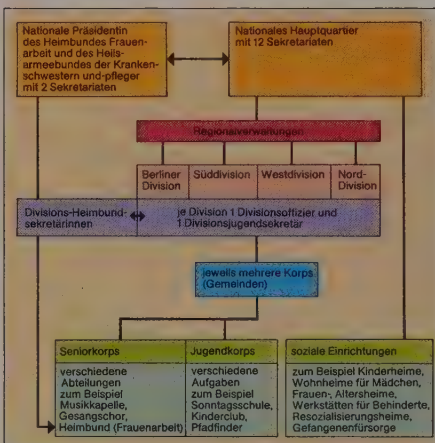 Nationale Präsidentin
des Heimbundes Frauen-
arbeit und des Heils-
armeebundes der Kranken-
schwestern und-pfleger
mit 2 Sekretariaten
Nationales Hauptquartier
mit 12 Sekretariaten
Regionalverwaltungen
Berliner
Division
Süddivision
Westdivision
Nord-
Division
Divisions-Heimbund-
sekretärinnen
je Division 1 Divisionsoffizier und
1 Divisionsjugendsekretär
jeweils mehrere Korps
(Gemeinden)
Seniorkorps
verschiedene
Abteilungen
zum Beispiel
Musikkapelle,
Gesangschor,
Heimbund (Frauenarbeit)
Jugendkorps
verschiedene
Aufgaben
zum Beispiel
Sonntagsschule,
Kinderclub,
Pfadfinder
soziale Einrichtungen
zum Beispiel Kinderheime,
Wohnheime für Mädchen,
Frauen-, Altersheime,
Werkstätten für Behinderte,
Resozialisierungsheime,
Gefangenenfürsorge